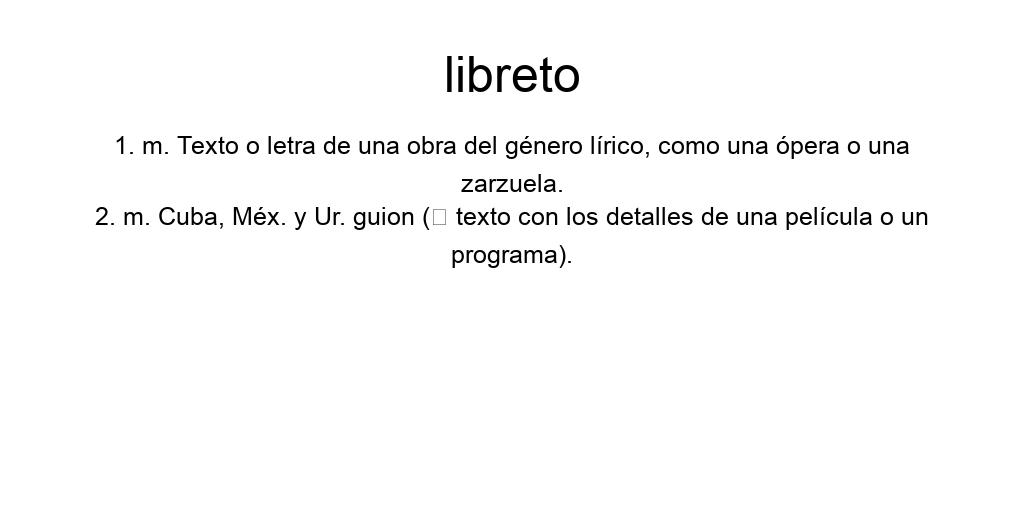 libreto
1. m. Texto o letra de una obra del género lírico, como una ópera o una
zarzuela.
2. m. Cuba, Méx. y Ur. guion (□ texto con los detalles de una película o un
programa).